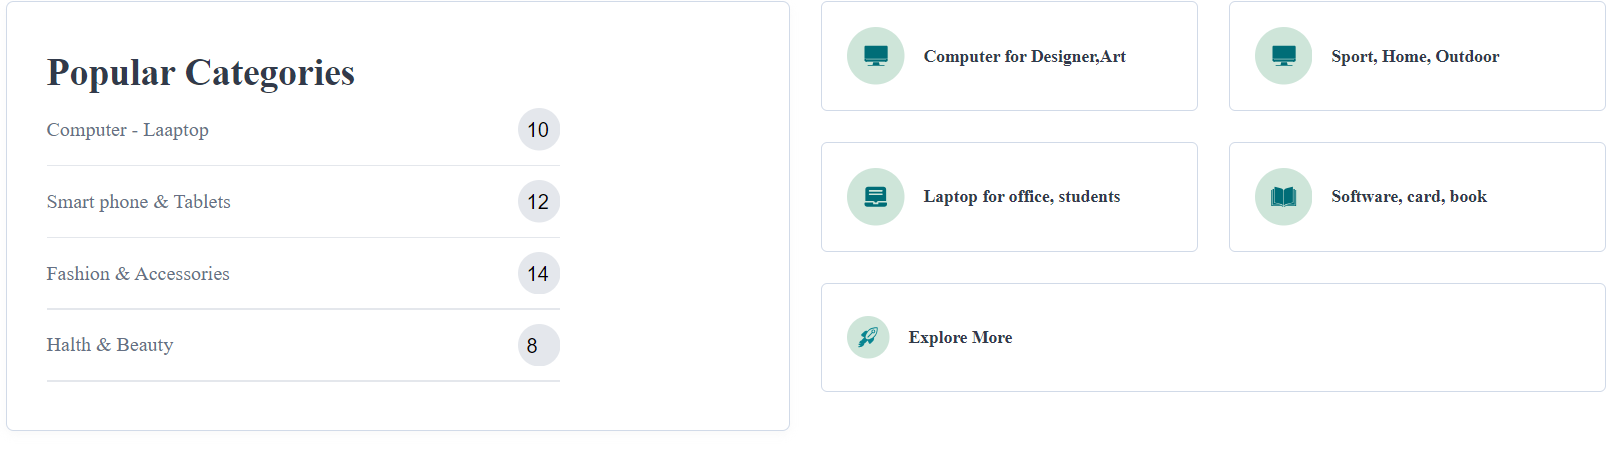 Popular Categories
Computer - Laaptop 10
Smart phone & Tablets 12
Fashion & Accessories 14
Halth & Beauty 8
Computer for Designer,Art
Sport, Home, Outdoor
Laptop for office, students
Software, card, book
Explore More